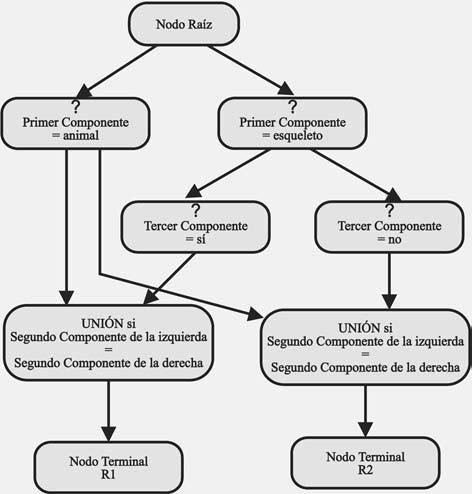 Nodo Raíz
?
Primer Componente
= animal
?
Primer Componente
= esqueleto
?
Tercer Componente
= sí
?
Tercer Componente
= no
UNIÓN si
Segundo Componente de la izquierda
=
Segundo Componente de la derecha
UNIÓN si
Segundo Componente de la izquierda
=
Segundo Componente de la derecha
Nodo Terminal
R1
Nodo Terminal
R2